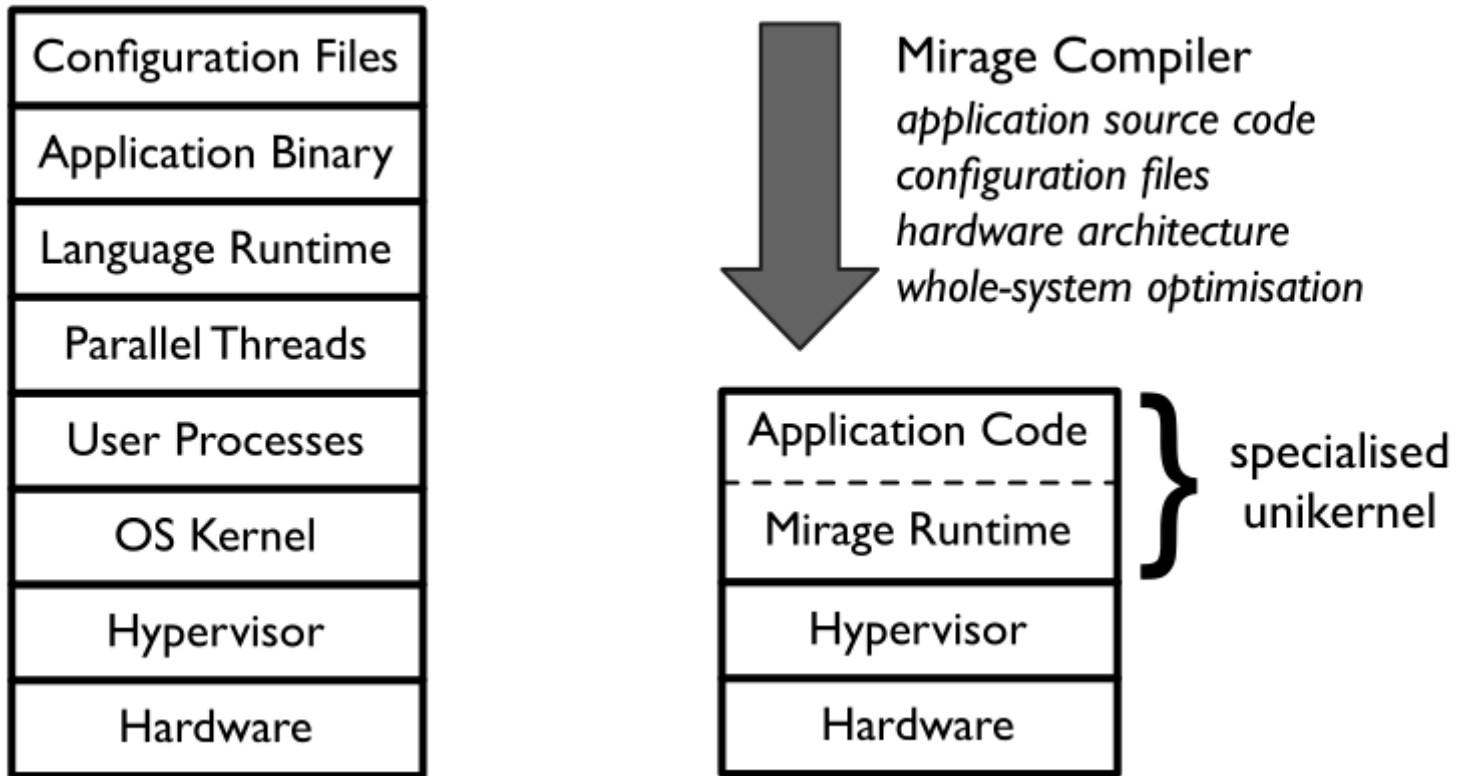 Configuration Files
Application Binary
Language Runtime
Parallel Threads
User Processes
OS Kernel
Hypervisor
Hardware
Mirage Compiler
application source code
configuration files
hardware architecture
whole-system optimisation
Application Code
Mirage Runtime
Hypervisor
Hardware
specialised
unikernel